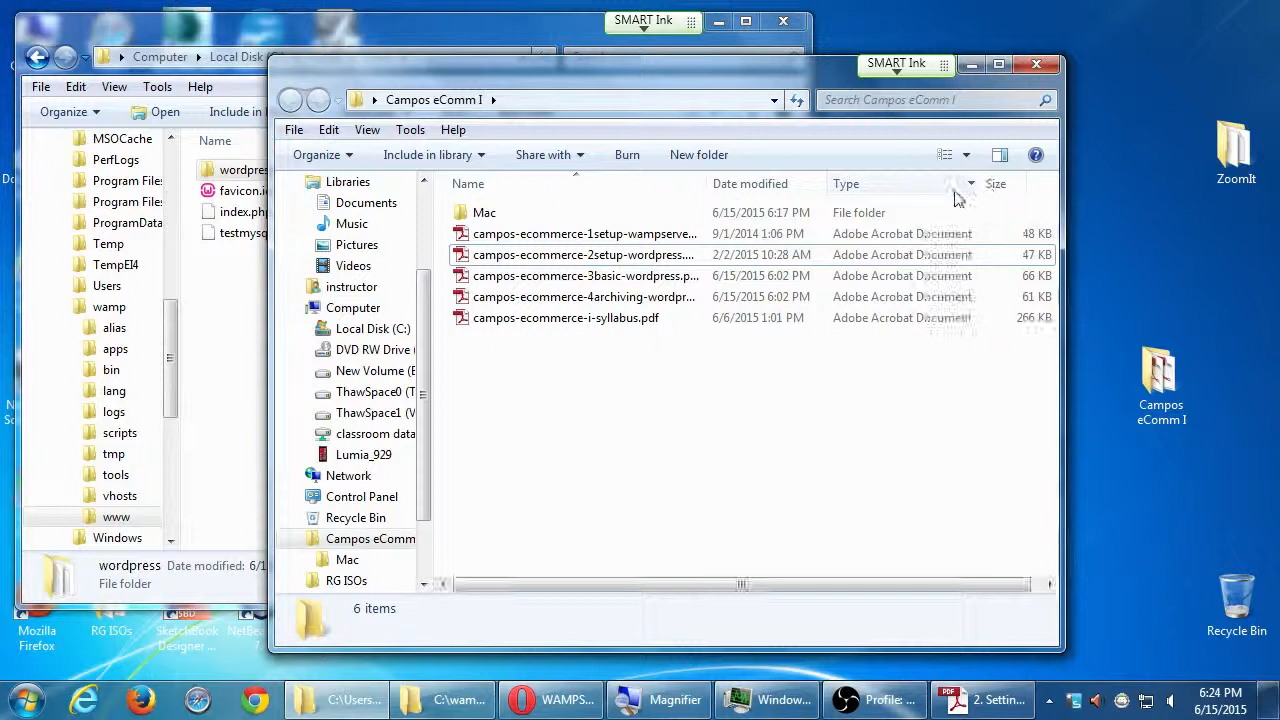 SMART Ink
Computer
Local Disk
File Edit View Tools Help
Organize Open Include in
MSOCache
PerfLogs
Program Files
Program
Program
ProgramData
Temp
TempEI4
Users
wamp
alias
apps
bin
lang
logs
scripts
tmp
tools
vhosts
www
Windows
Name
favicon.i
index.php
testmys
wordpress Date modified: 6/1
File folder
SMART Ink
Campos eComm I
Search Campos eComm I
File Edit View Tools Help
Organize Include in library Share with Burn New folder
Libraries
Documents
Music
Pictures
Videos
instructor
Computer
Local Disk (C:)
DVD RW Drive (
New Volume (E
ThawSpace0 (T
ThawSpace1 (V
classroom data
Lumia_929
Network
Control Panel
Recycle Bin
Campos eComm
Mac
RG ISOs
Name Date modified Type Size
Mac 6/15/2015 6:17 PM File folder
campos-ecommerce-1setup-wampserve... 9/1/2014 1:06 PM Adobe Acrobat Document 48 KB
campos-ecommerce-2setup-wordpress.... 2/2/2015 10:28 AM Adobe Acrobat Document 47 KB
campos-ecommerce-3basic-wordpress.p... 6/15/2015 6:02 PM Adobe Acrobat Document 66 KB
campos-ecommerce-4archiving-wordpr... 6/15/2015 6:02 PM Adobe Acrobat Document 61 KB
campos-ecommerce-i-syllabus.pdf 6/6/2015 1:01 PM Adobe Acrobat Document 266 KB
6 items
ZoomIt
Campos
eComm I
Recycle Bin
Mozilla
Firefox
RG ISOs
SketchBook
Designer ...
C:\Users... C:\wam... WAMPS... Magnifier Window... Profile: ... 2. Settin...
6:24 PM
6/15/2015